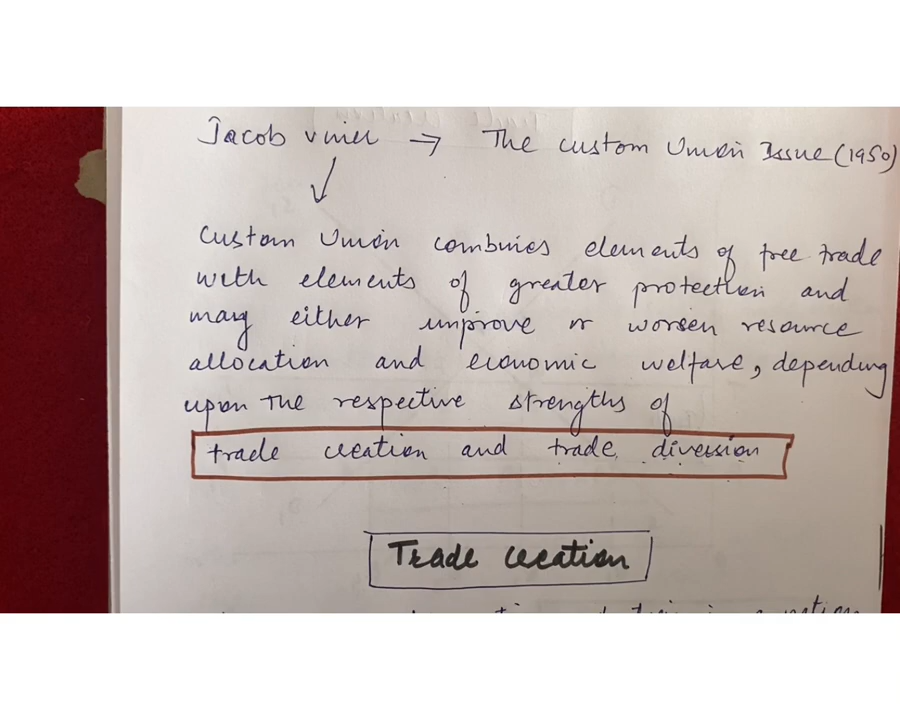 Jacob Viner → The Custom Union Issue (1950)
↓
Custom Union combines elements of free trade
with elements of greater protection and
may either improve or worsen resource
allocation and economic welfare, depending
upon The respective strengths of
trade creation and trade diversion
Trade creation